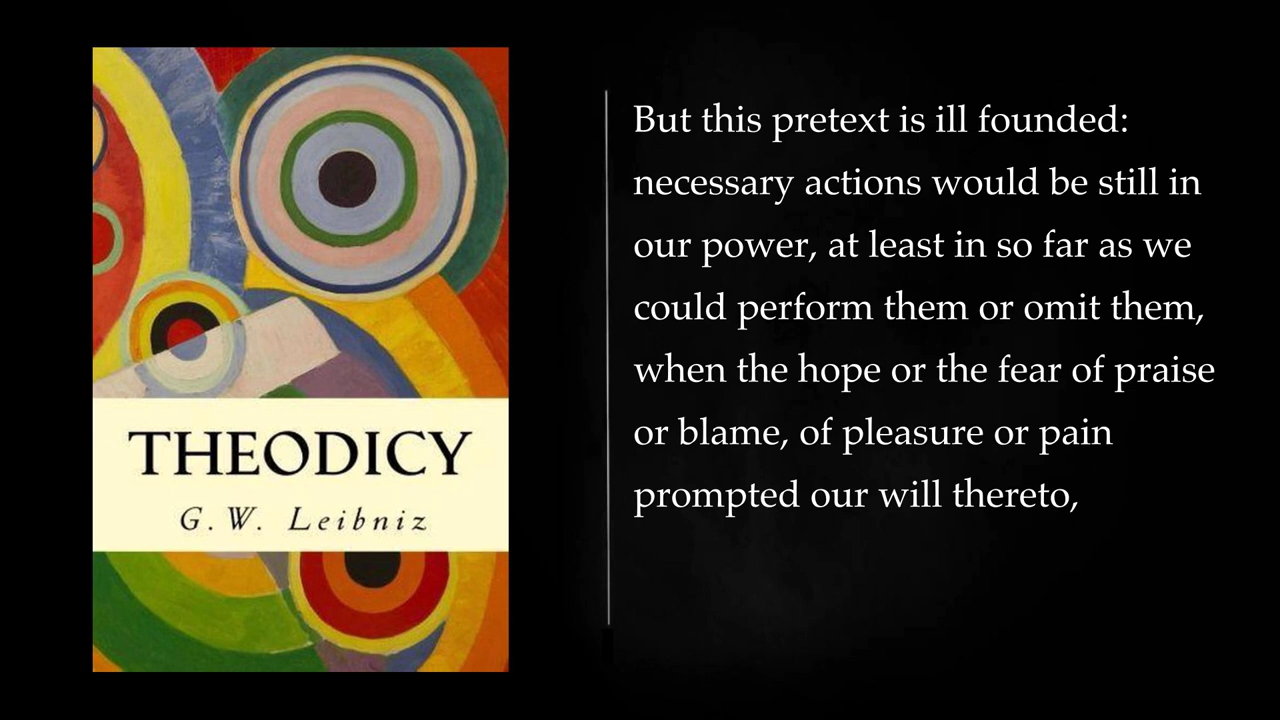 THEODICY
G. W. Leibniz
But this pretext is ill founded:
necessary actions would be still in
our power, at least in so far as we
could perform them or omit them,
when the hope or the fear of praise
or blame, of pleasure or pain
prompted our will thereto,